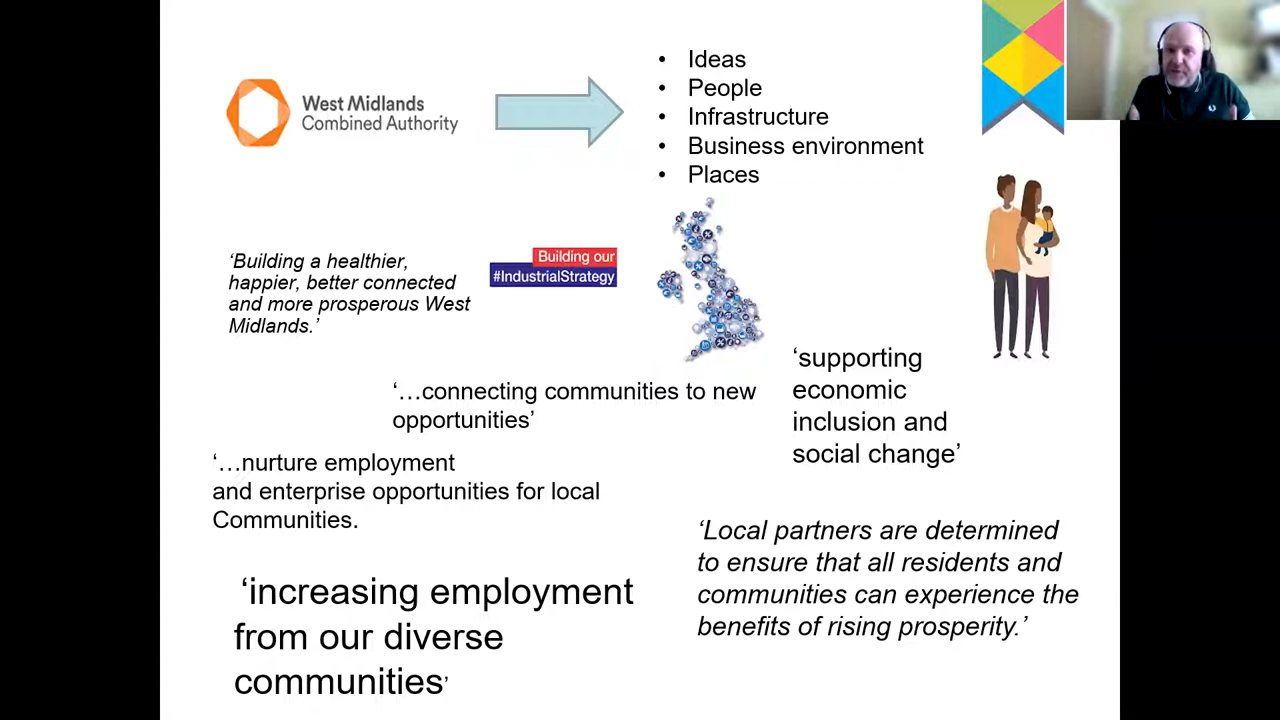 West Midlands
Combined Authority
• Ideas
• People
• Infrastructure
• Business environment
• Places
‘Building a healthier,
happier, better connected
and more prosperous West
Midlands.’
Building our
#IndustrialStrategy
‘…connecting communities to new
opportunities’
‘supporting
economic
inclusion and
social change’
‘…nurture employment
and enterprise opportunities for local
Communities.
‘increasing employment
from our diverse
communities’
‘Local partners are determined
to ensure that all residents and
communities can experience the
benefits of rising prosperity.’